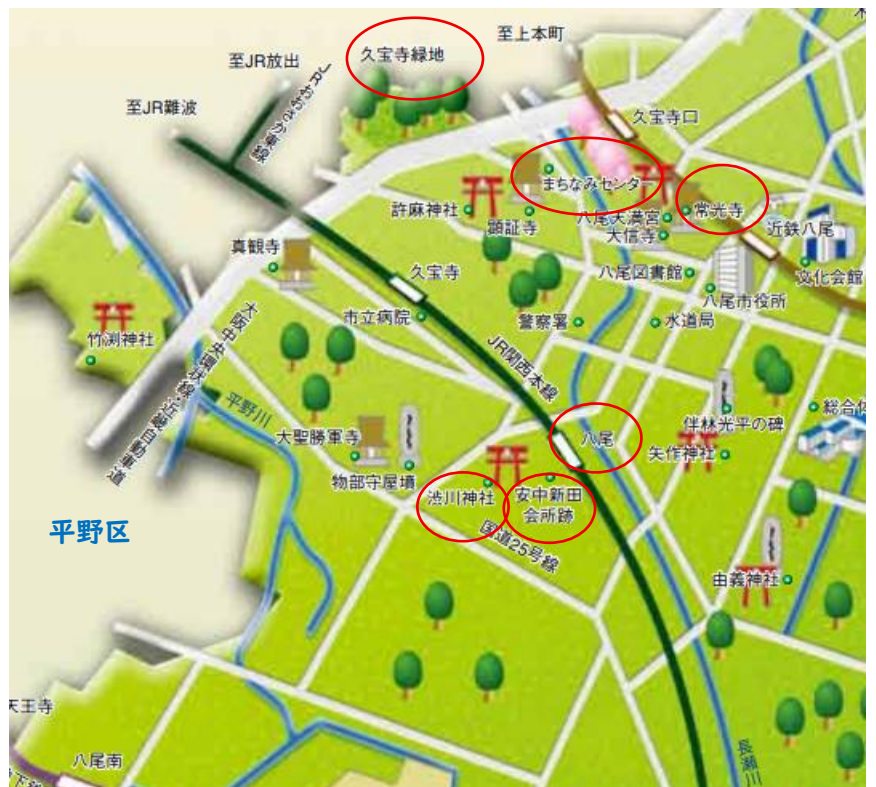 久宝寺緑地
至上本町
至JR放出
JRおおさか東線
至JR難波
久宝寺口
まちなみセンター
許麻神社
顕証寺
八尾天満宮
大信寺
常光寺
近鉄八尾
文化会館
真観寺
久宝寺
八尾図書館
八尾市役所
市立病院
警察署
水道局
竹渕神社
大阪中央環状線・近畿自動車道
平野川
JR関西本線
大聖勝軍寺
物部守屋墳
渋川神社
安中新田
会所跡
八尾
伴林光平の碑
矢作神社
総合体
国道25号線
平野区
由義神社
天王寺
八尾南
長瀬川